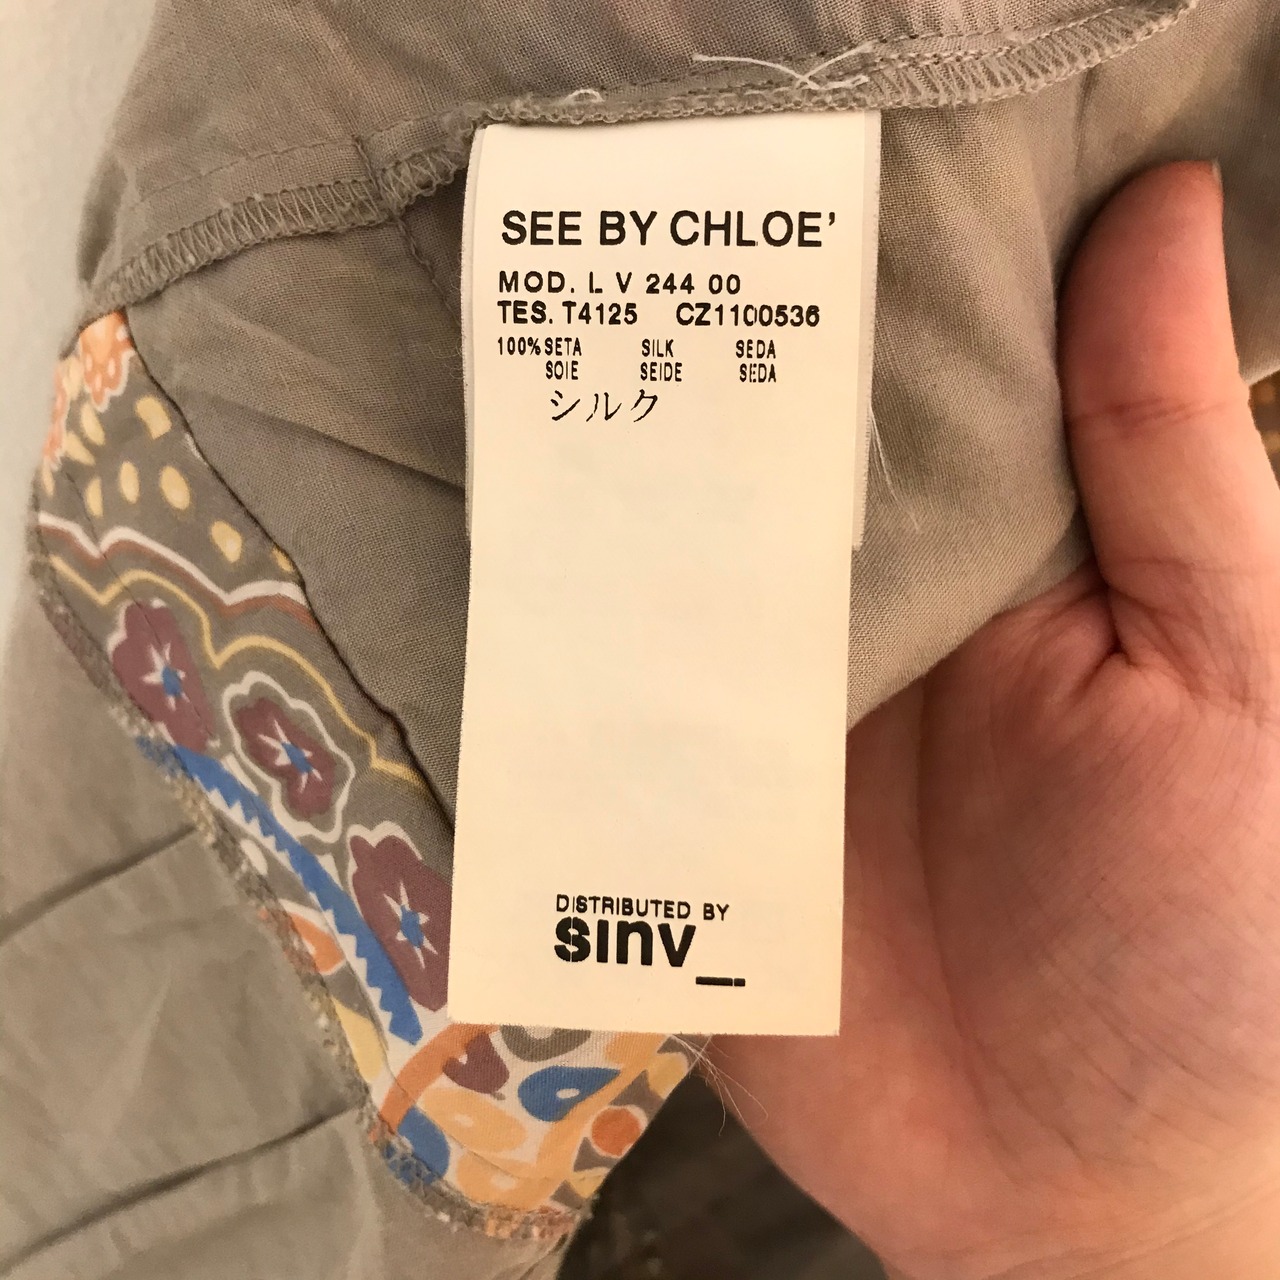 SEE BY CHLOE'
MOD. L V 244 00
TES. T4125 CZ1100536
100% SETA SILK SEDA
SOIE SEIDE SEDA
シルク
DISTRIBUTED BY
sinv_